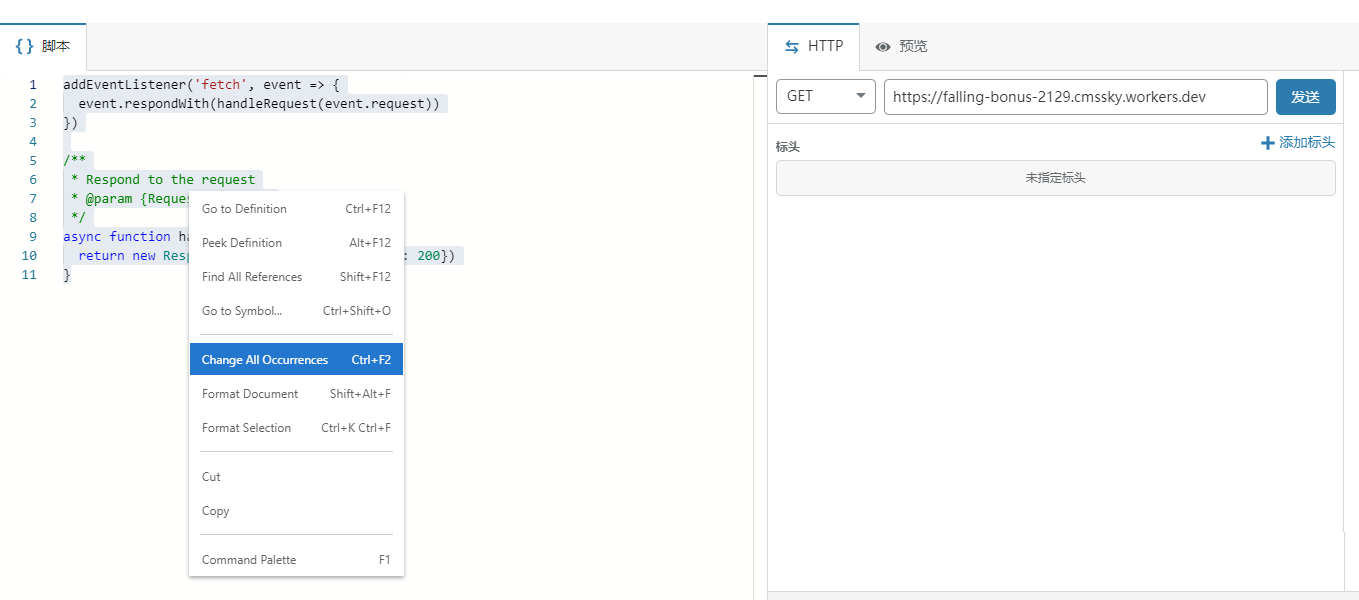 {} 脚本
1 addEventListener('fetch', event => {
2 event.respondWith(handleRequest(event.request))
3 })
4
5 /**
6 * Respond to the request
7 * @param {Reques
8 */
9 async function ha
10 return new Resp : 200})
11 }
Go to Definition Ctrl+F12
Peek Definition Alt+F12
Find All References Shift+F12
Go to Symbol... Ctrl+Shift+O
Change All Occurrences Ctrl+F2
Format Document Shift+Alt+F
Format Selection Ctrl+K Ctrl+F
Cut
Copy
Command Palette F1
HTTP 预览
GET https://falling-bonus-2129.cmssky.workers.dev 发送
标头 添加标头
未指定标头